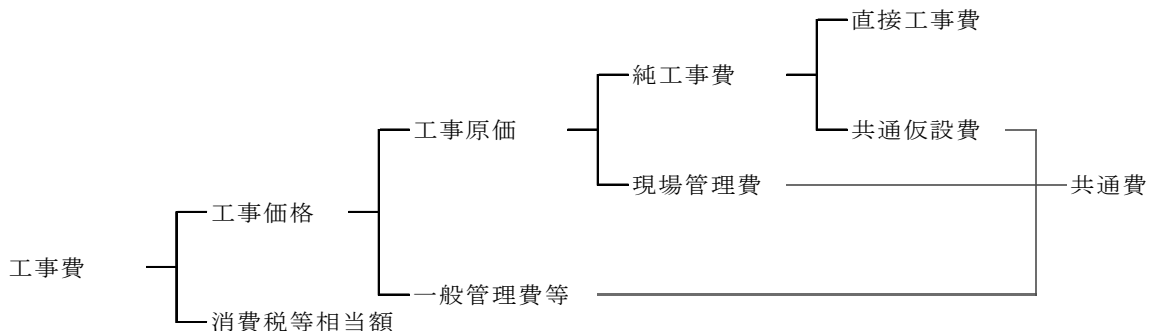 直接工事費
純工事費
工事原価
共通仮設費
現場管理費
共通費
工事価格
工事費
一般管理費等
消費税等相当額